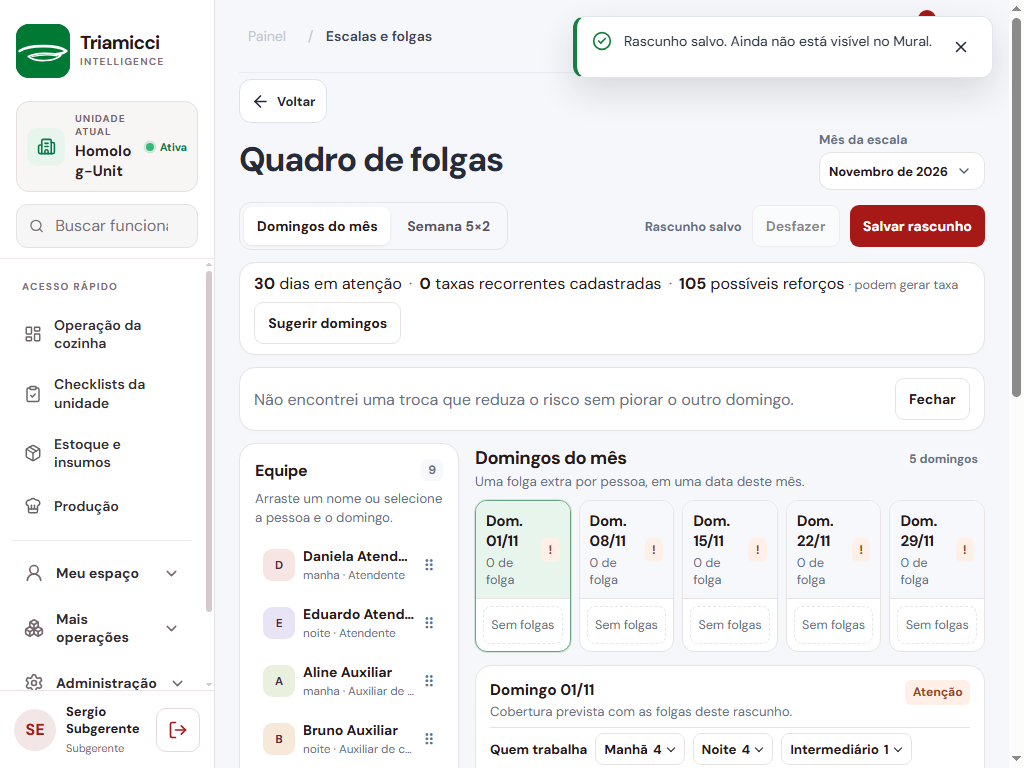 Triamicci
INTELLIGENCE
UNIDADE
ATUAL
Homolo
g-Unit
Ativa
Buscar funciona
ACESSO RÁPIDO
Operação da
cozinha
Checklists da
unidade
Estoque e
insumos
Produção
Meu espaço
Mais
operações
Administração
SE
Sergio
Subgerente
Subgerente
Painel / Escalas e folgas
Rascunho salvo. Ainda não está visível no Mural.
Voltar
Quadro de folgas
Mês da escala
Novembro de 2026
Domingos do mês
Semana 5×2
Rascunho salvo
Desfazer
Salvar rascunho
30 dias em atenção · 0 taxas recorrentes cadastradas · 105 possíveis reforços · podem gerar taxa
Sugerir domingos
Não encontrei uma troca que reduza o risco sem piorar o outro domingo.
Fechar
Equipe 9
Arraste um nome ou selecione
a pessoa e o domingo.
D
Daniela Atend...
manha · Atendente
E
Eduardo Atend...
noite · Atendente
A
Aline Auxiliar
manha · Auxiliar de ...
B
Bruno Auxiliar
noite · Auxiliar de c...
Domingos do mês
5 domingos
Uma folga extra por pessoa, em uma data deste mês.
Dom.
01/11
!
0 de
folga
Sem folgas
Dom.
08/11
!
0 de
folga
Sem folgas
Dom.
15/11
!
0 de
folga
Sem folgas
Dom.
22/11
!
0 de
folga
Sem folgas
Dom.
29/11
!
0 de
folga
Sem folgas
Domingo 01/11
Atenção
Cobertura prevista com as folgas deste rascunho.
Quem trabalha Manhã 4 Noite 4 Intermediário 1